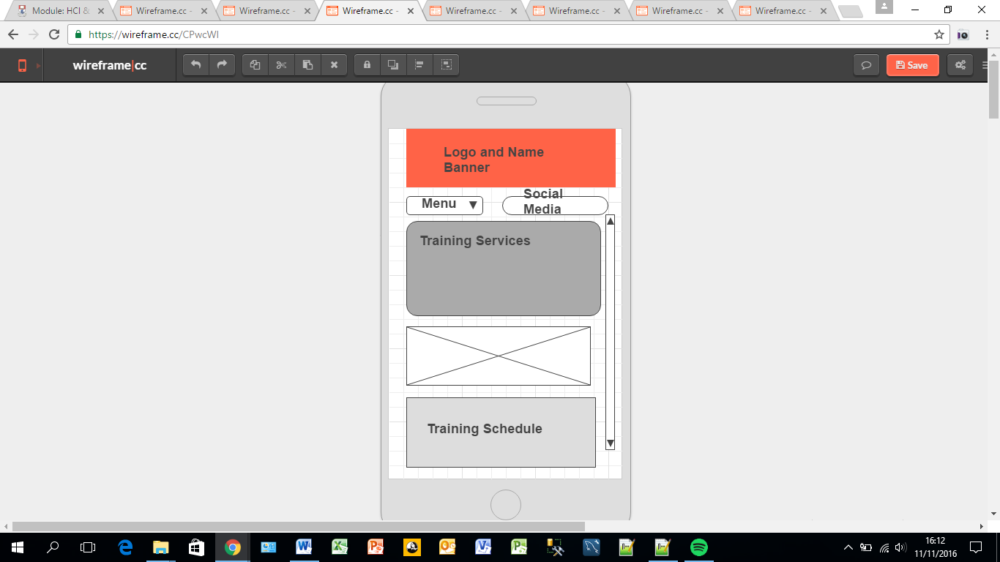 Module: HCI &
Wireframe.cc -
Wireframe.cc -
Wireframe.cc -
Wireframe.cc -
Wireframe.cc -
Wireframe.cc -
Wireframe.cc -
https://wireframe.cc/CPwcWl
wireframe|cc
Save
Logo and Name
Banner
Menu
Social
Media
Training Services
Training Schedule
16:12
11/11/2016